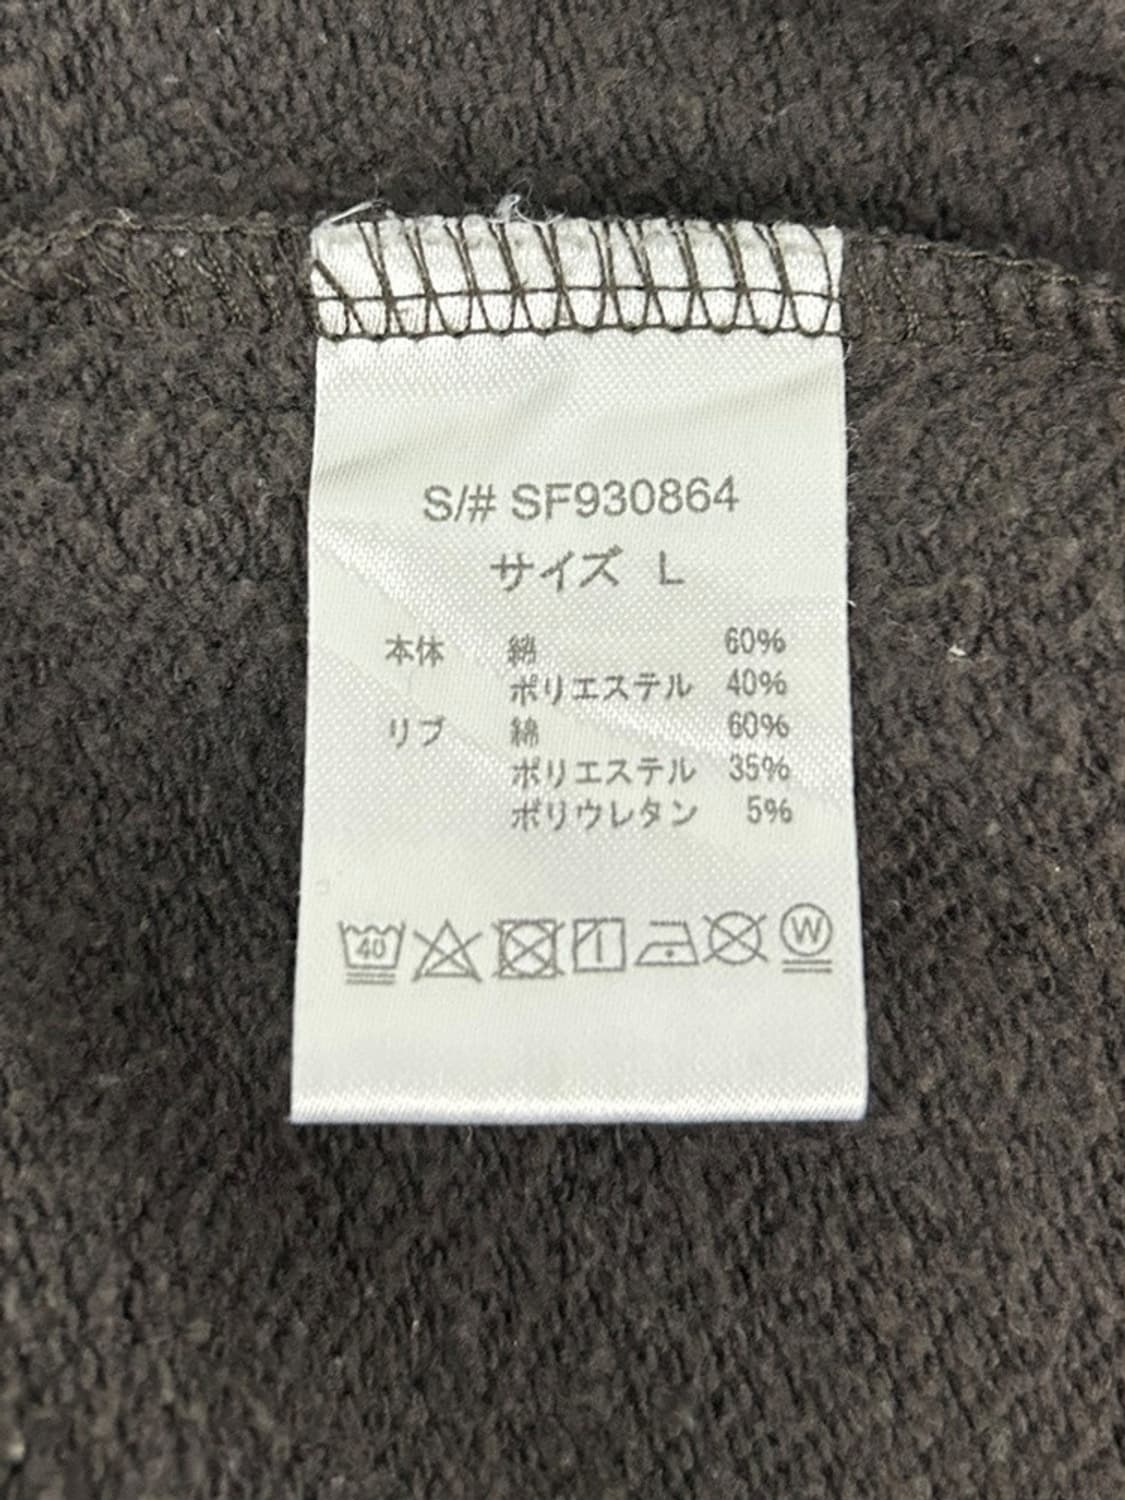 S/# SF930864
サイズ L
本体 綿 60%
ポリエステル 40%
リブ 綿 60%
ポリエステル 35%
ポリウレタン 5%
40 W